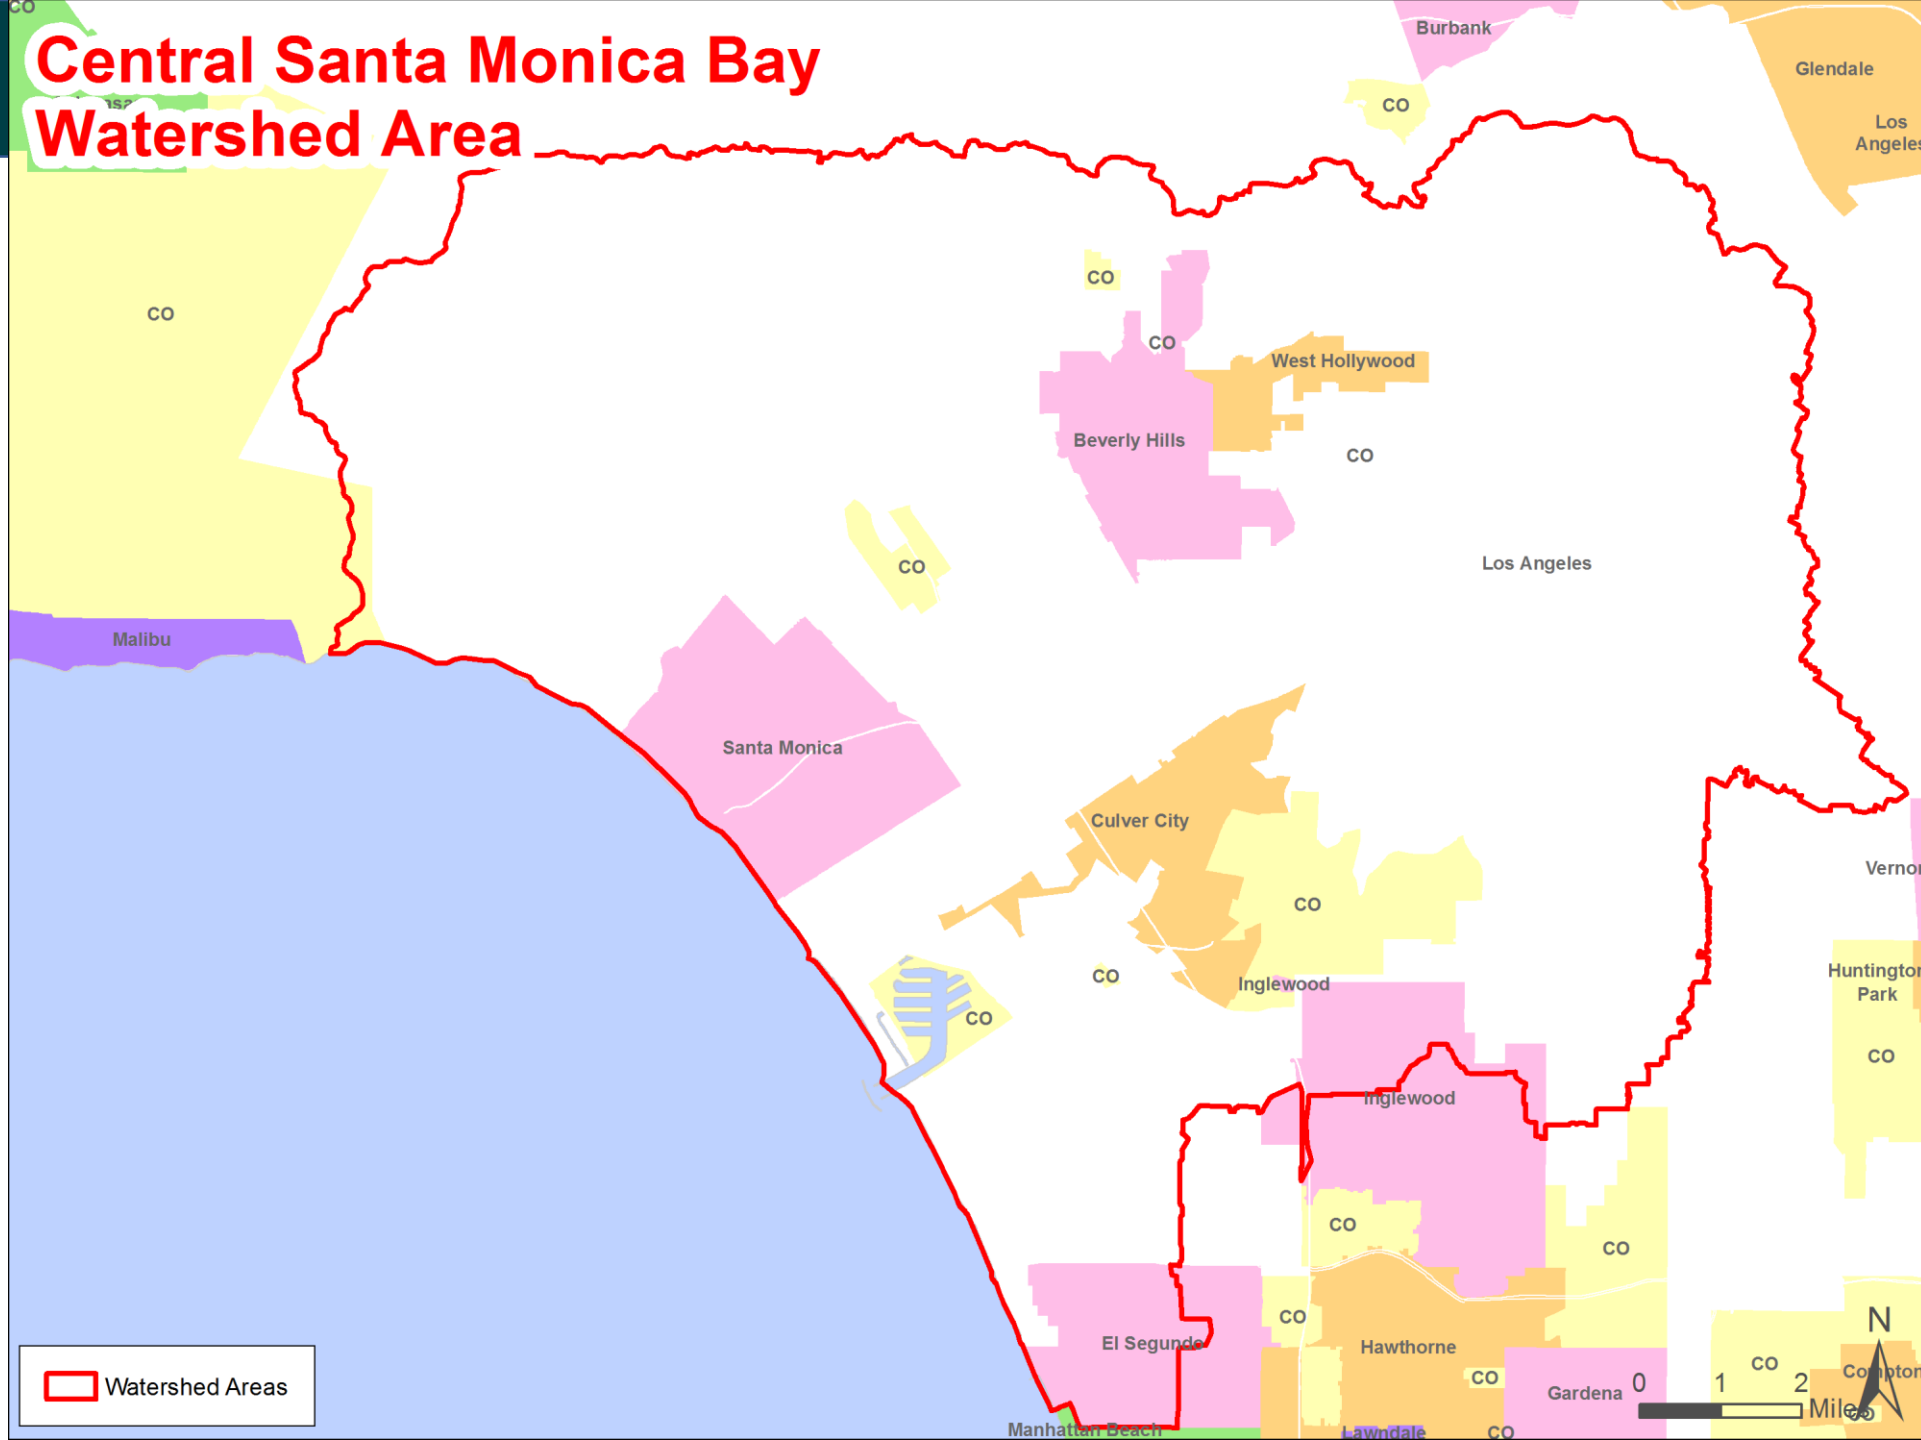 CO
Central Santa Monica Bay
Watershed Area
Burbank
Glendale
CO
Los
Angeles
CO
CO
CO
West Hollywood
Beverly Hills
CO
Los Angeles
CO
Malibu
Santa Monica
Culver City
Vernon
CO
CO
Inglewood
Huntington
Park
CO
CO
Inglewood
CO
CO
CO
El Segundo
Hawthorne
CO
CO
Compton
Gardena
N
0 1 2
Miles
CO
Manhattan Beach
Lawndale
CO
Watershed Areas